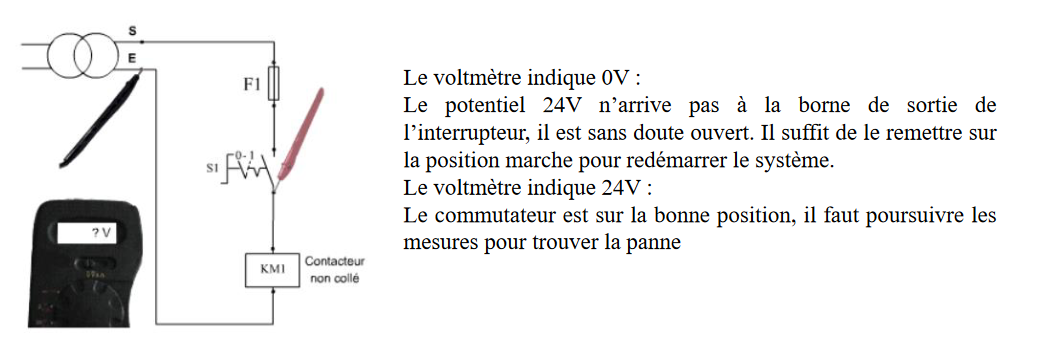 S
E
F1
0-1
S1
? V
KM1
Contacteur
non collé
Le voltmètre indique 0V :
Le potentiel 24V n’arrive pas à la borne de sortie de
l’interrupteur, il est sans doute ouvert. Il suffit de le remettre sur
la position marche pour redémarrer le système.
Le voltmètre indique 24V :
Le commutateur est sur la bonne position, il faut poursuivre les
mesures pour trouver la panne